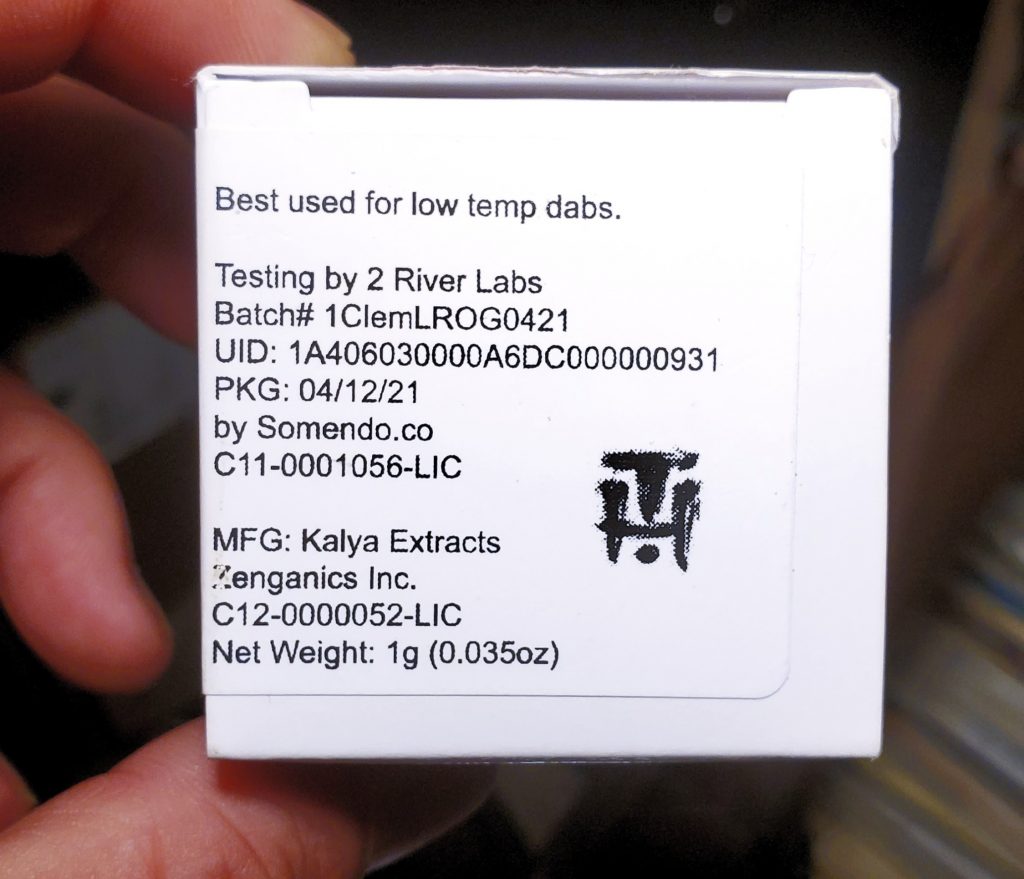 Best used for low temp dabs.
Testing by 2 River Labs
Batch# 1ClemLROG0421
UID: 1A406030000A6DC000000931
PKG: 04/12/21
by Somendo.co
C11-0001056-LIC
MFG: Kalya Extracts
Zenganics Inc.
C12-0000052-LIC
Net Weight: 1g (0.035oz)